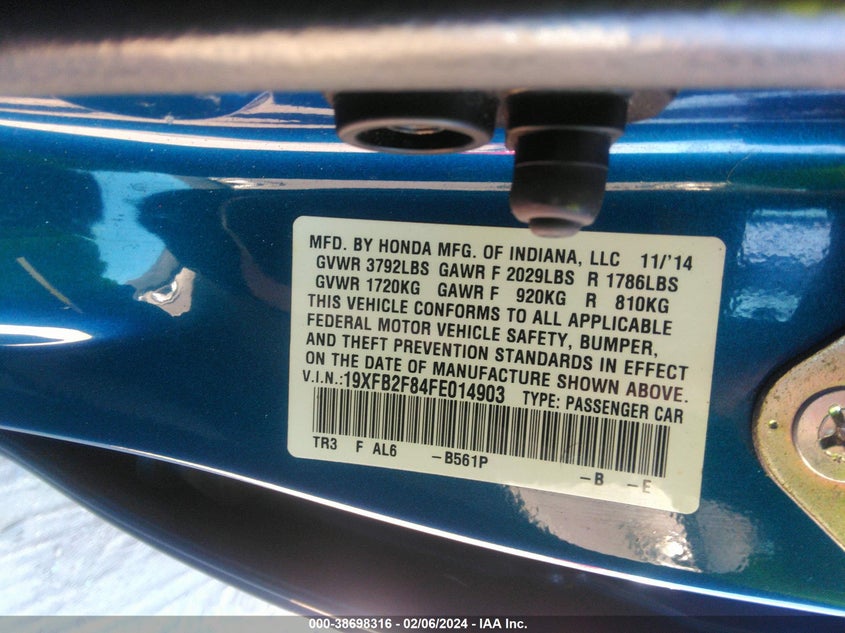 MFD. BY HONDA MFG. OF INDIANA, LLC 11/'14
GVWR 3792LBS GAWR F 2029LBS R 1786LBS
GVWR 1720KG GAWR F 920KG R 810KG
THIS VEHICLE CONFORMS TO ALL APPLICABLE
FEDERAL MOTOR VEHICLE SAFETY, BUMPER,
AND THEFT PREVENTION STANDARDS IN EFFECT
ON THE DATE OF MANUFACTURE SHOWN ABOVE.
V.I.N.:19XFB2F84FE014903 TYPE: PASSENGER CAR
TR3 F AL6 -B561P -B -E
000-38698316 - 02/06/2024 - IAA Inc.